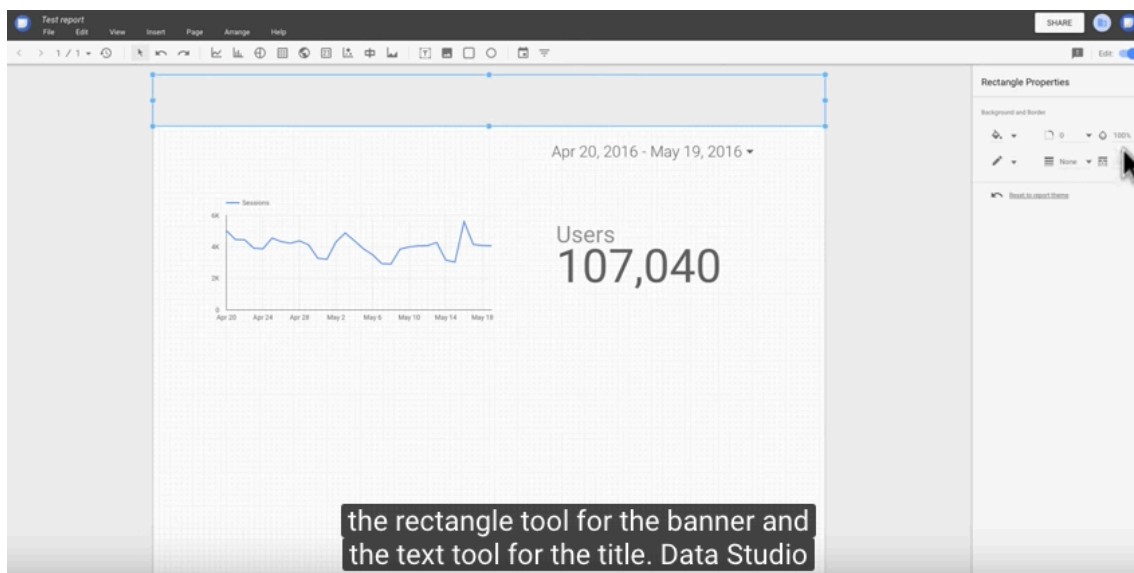 Test report
File Edit View Insert Page Arrange Help
SHARE
1 / 1
Edit
Rectangle Properties
Background and Border
0
100%
None
Reset to report theme
Apr 20, 2016 - May 19, 2016
Sessions
6K
4K
2K
0
Apr 20 Apr 24 Apr 28 May 2 May 6 May 10 May 14 May 18
Users
107,040
the rectangle tool for the banner and
the text tool for the title. Data Studio